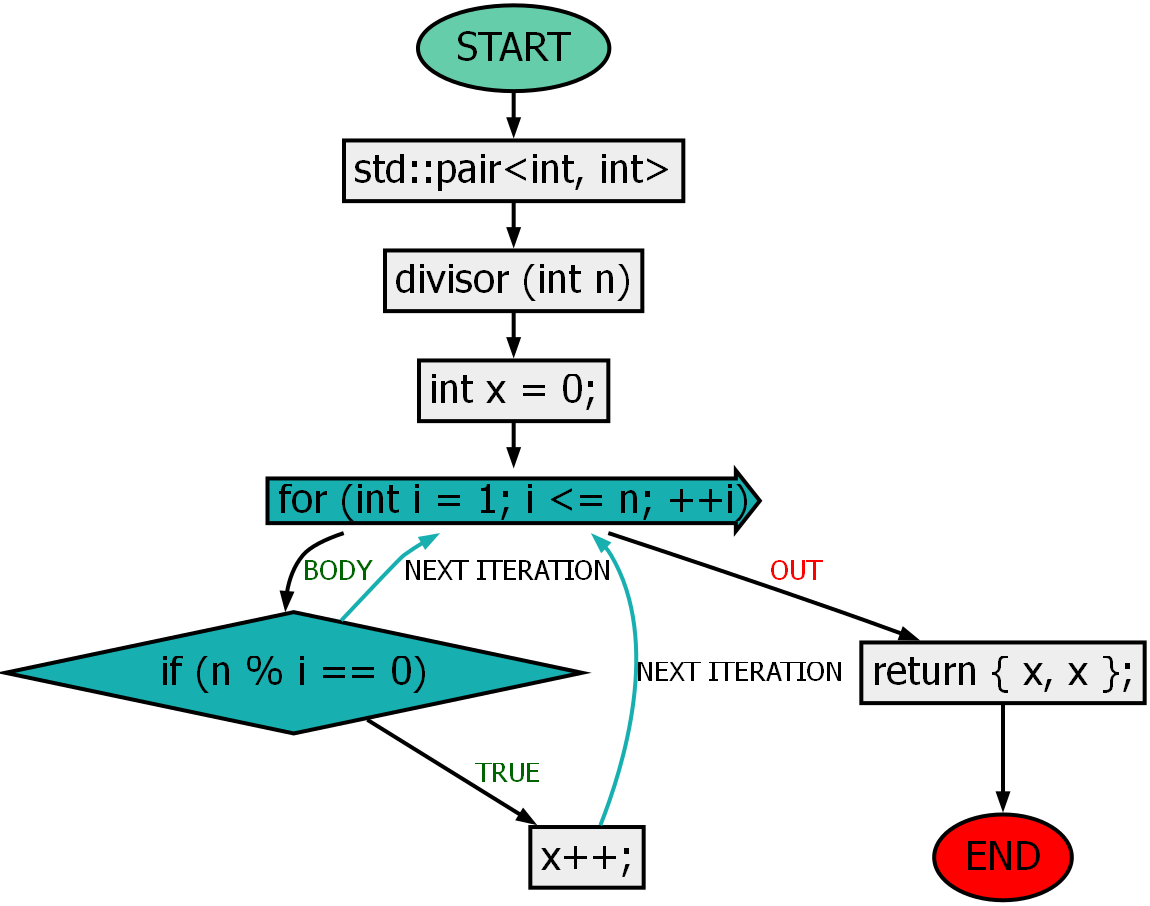 START
std::pair<int, int>
divisor (int n)
int x = 0;
for (int i = 1; i <= n; ++i)
BODY
NEXT ITERATION
OUT
if (n % i == 0)
NEXT ITERATION
return { x, x };
TRUE
x++;
END